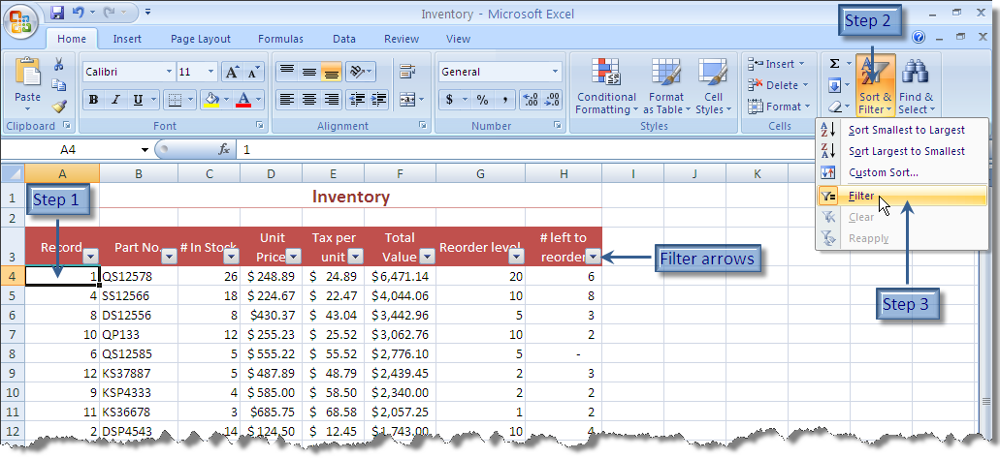 Inventory - Microsoft Excel
Step 2
Home Insert Page Layout Formulas Data Review View
Calibri 11 A A General Insert Σ
Paste B I U A $ % , .0 .00 .00 .0 Conditional Formatting Format as Table Cell Styles Delete Format Sort & Filter Find & Select
Clipboard Font Alignment Number Styles Cells
A4 fx 1
A Z Sort Smallest to Largest
Z A Sort Largest to Smallest
Custom Sort...
Filter
Clear
Reapply
A B C D E F G H I J K
Step 1
1 Inventory
2
3 Record Part No. # In Stock Unit Price Tax per unit Total Value Reorder level # left to reorder
Filter arrows
4 1 QS12578 26 $ 248.89 $ 24.89 $ 6,471.14 20 6
5 4 SS12566 18 $ 224.67 $ 22.47 $ 4,044.06 10 8
6 8 DS12556 8 $430.37 $ 43.04 $ 3,442.96 5 3
Step 3
7 10 QP133 12 $ 255.23 $ 25.52 $ 3,062.76 10 2
8 6 QS12585 5 $ 555.22 $ 55.52 $ 2,776.10 5 -
9 12 KS37887 5 $ 487.89 $ 48.79 $ 2,439.45 2 3
10 9 KSP4333 4 $ 585.00 $ 58.50 $ 2,340.00 2 2
11 11 KS36678 3 $685.75 $ 68.58 $ 2,057.25 1 2
12 2 DSP4543 14 $ 124.50 $ 12.45 $ 1,743.00 10 4